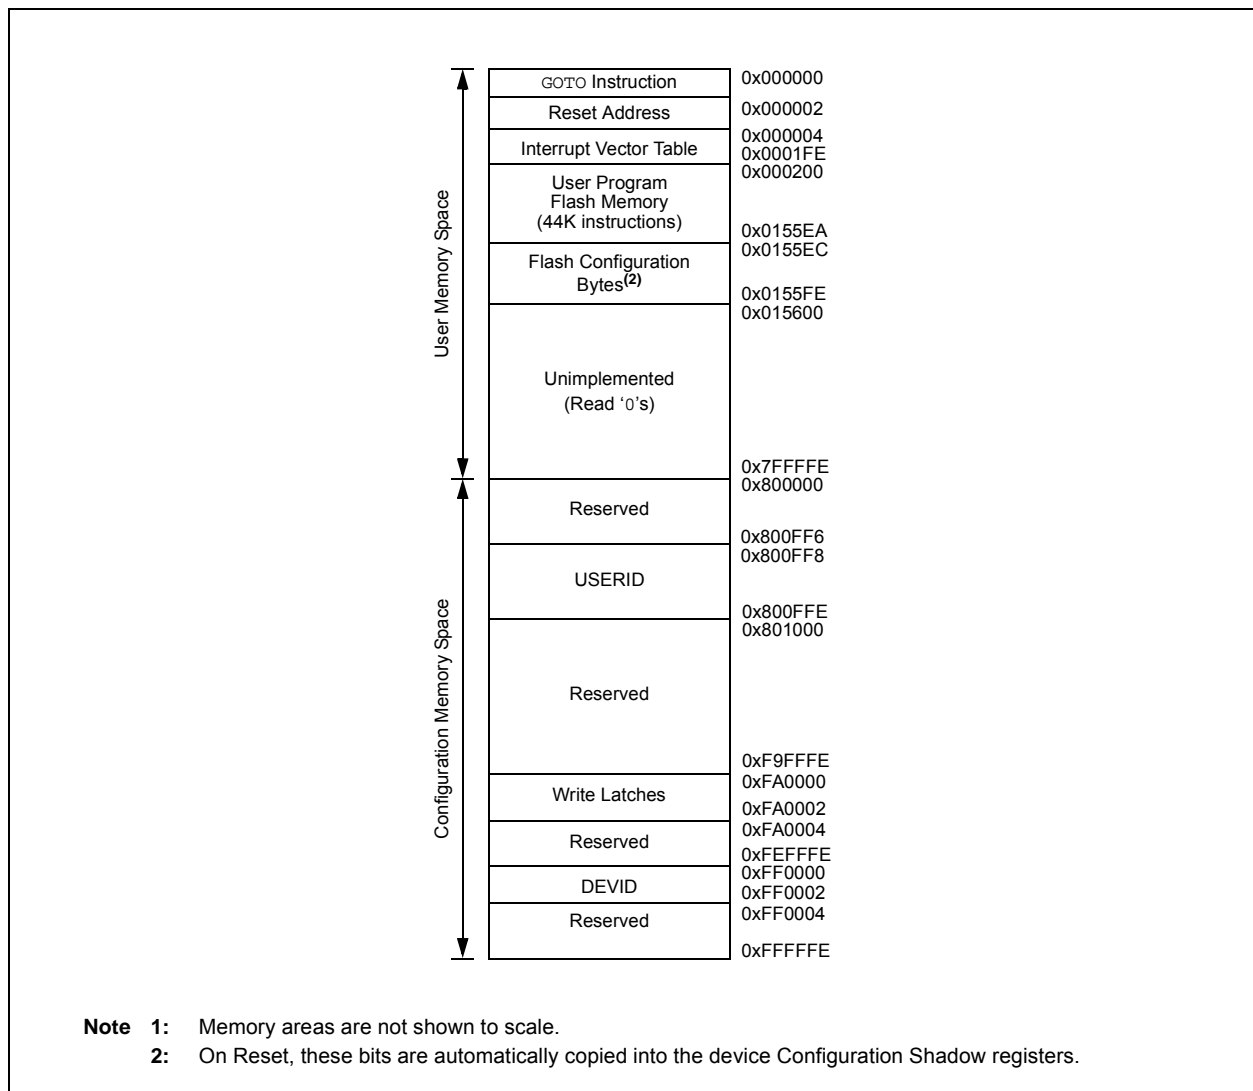 GOTO Instruction
0x000000
Reset Address
0x000002
Interrupt Vector Table
0x000004
0x0001FE
0x000200
User Program
Flash Memory
(44K instructions)
0x0155EA
0x0155EC
Flash Configuration
Bytes(2)
0x0155FE
0x015600
User Memory Space
Unimplemented
(Read ‘0’s)
0x7FFFFE
0x800000
Reserved
0x800FF6
0x800FF8
USERID
0x800FFE
0x801000
Configuration Memory Space
Reserved
0xF9FFFE
0xFA0000
Write Latches
0xFA0002
0xFA0004
Reserved
0xFEFFFE
0xFF0000
DEVID
0xFF0002
0xFF0004
Reserved
0xFFFFFE
Note 1: Memory areas are not shown to scale.
2: On Reset, these bits are automatically copied into the device Configuration Shadow registers.